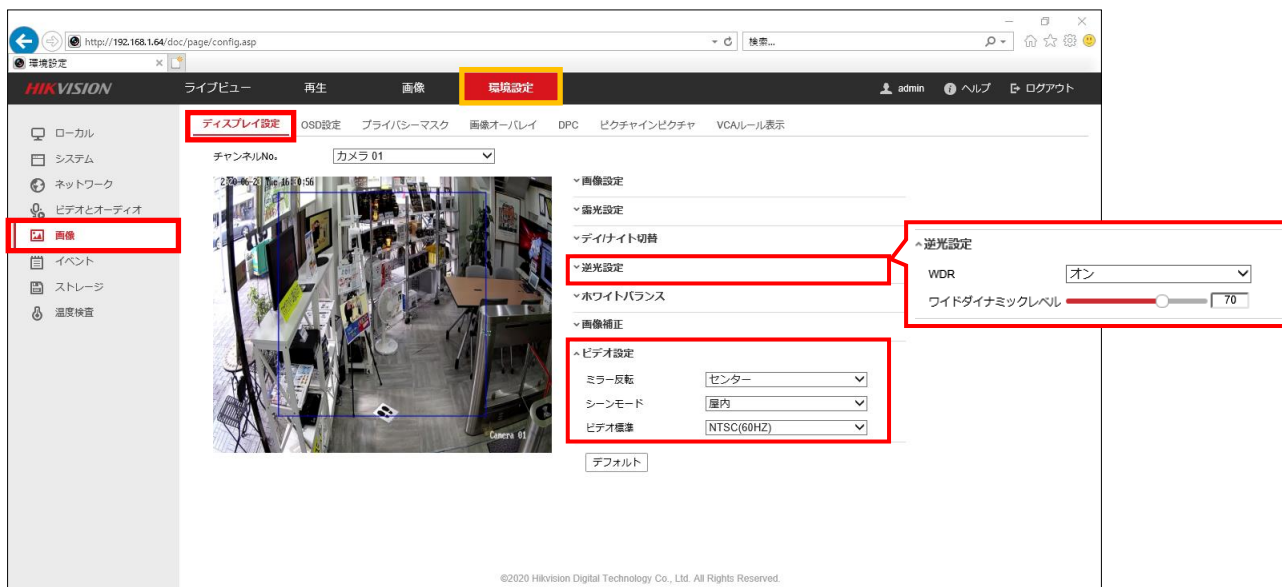 http://192.168.1.64/doc/page/config.asp
検索...
環境設定
HIKVISION
ライブビュー
再生
画像
環境設定
admin
ヘルプ
ログアウト
ローカル
システム
ネットワーク
ビデオとオーディオ
画像
イベント
ストレージ
温度検査
ディスプレイ設定
OSD設定
プライバシーマスク
画像オーバレイ
DPC
ピクチャインピクチャ
VCAルール表示
チャンネルNo。
カメラ 01
Camera 01
画像設定
露光設定
デイ/ナイト切替
逆光設定
ホワイトバランス
画像補正
ビデオ設定
ミラー反転
センター
シーンモード
屋内
ビデオ標準
NTSC(60HZ)
デフォルト
逆光設定
WDR
オン
ワイドダイナミックレベル
70
©2020 Hikvision Digital Technology Co., Ltd. All Rights Reserved.